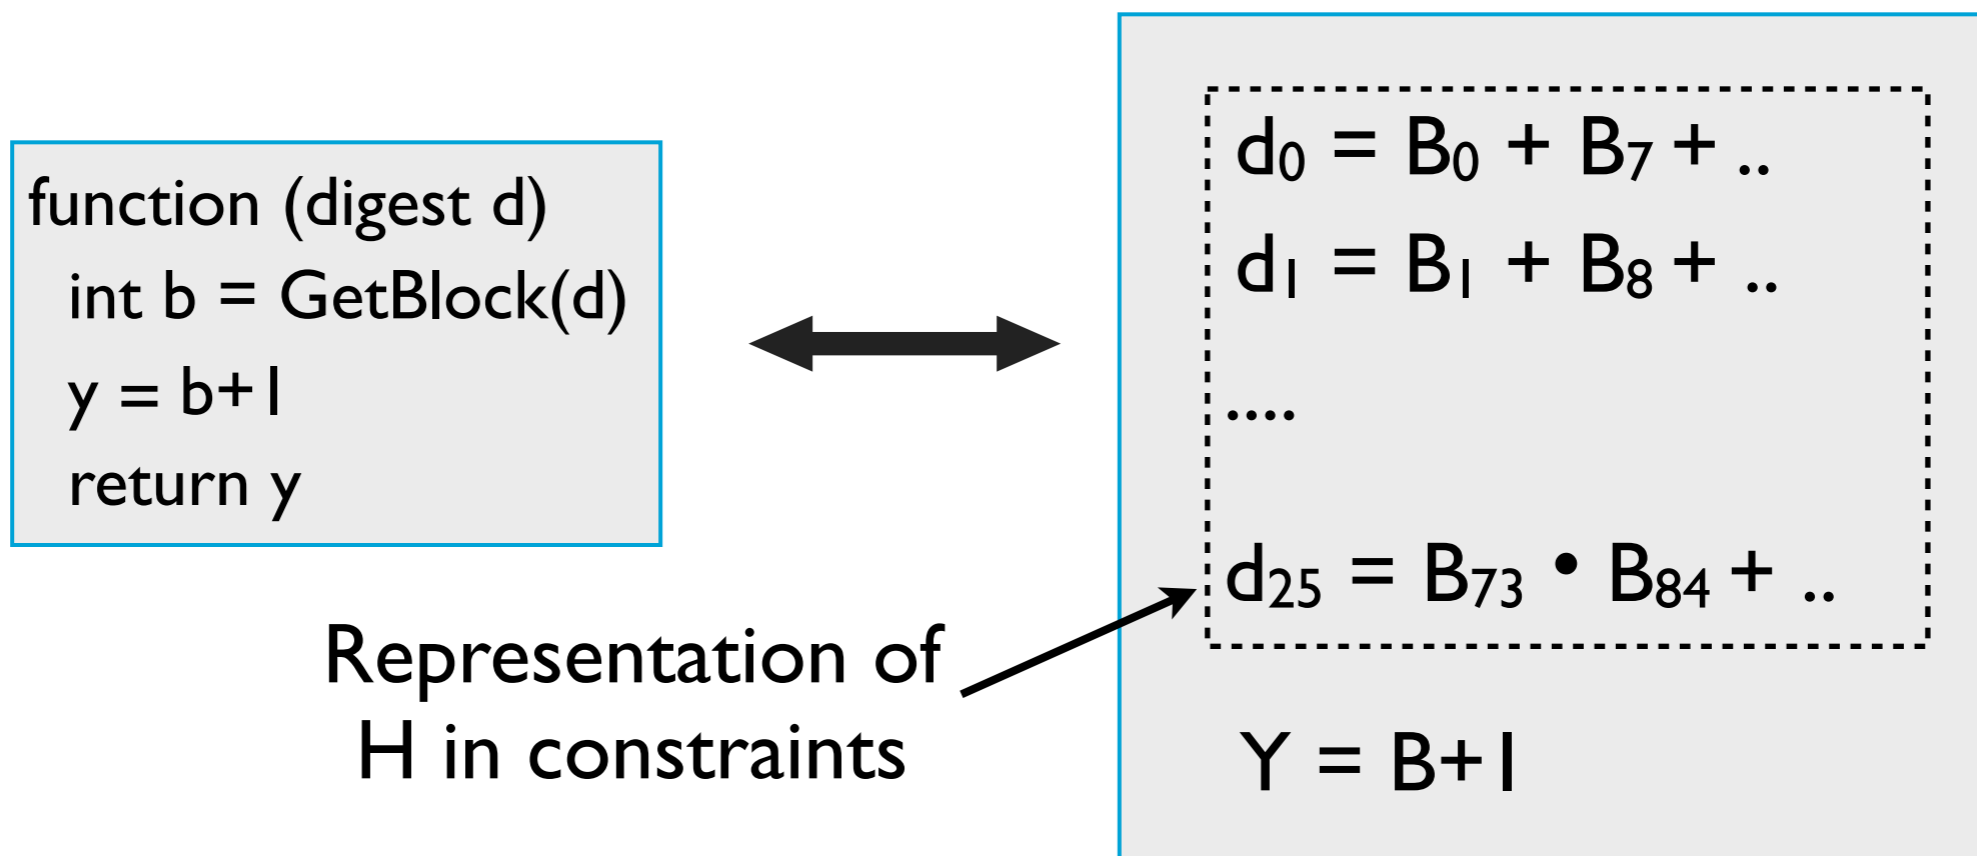 function (digest d)
int b = GetBlock(d)
y = b+1
return y
Representation of
H in constraints
d₀ = B₀ + B₇ + ..
d₁ = B₁ + B₈ + ..
....
d₂₅ = B₇₃ • B₈₄ + ..
Y = B+1